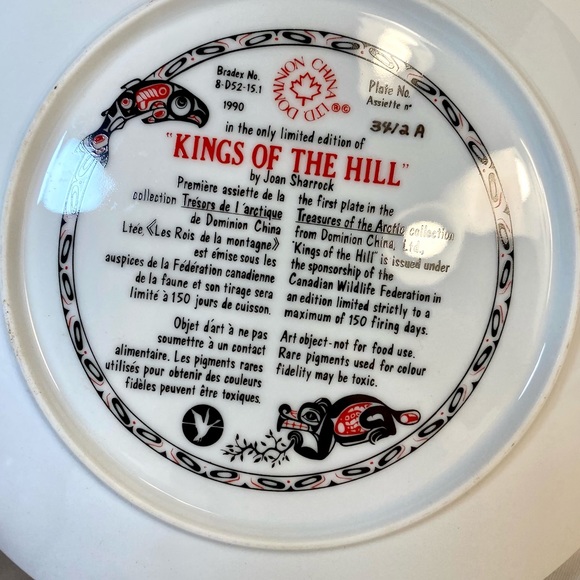 Bradex No.
8-D52-15.1
1990
DOMINION CHINA LTD
®©
Plate No.
Assiette nº
3412 A
in the only limited edition of
"KINGS OF THE HILL"
by Joan Sharrock
Première assiette de la
collection Trésors de l'arctique
de Dominion China
Lteé 《Les Rois de la montagne》
est émise sous les
auspices de la Fédération canadienne
de la faune et son tirage sera
limité à 150 jours de cuisson.
Objet d'art à ne pas
soumettre à un contact
alimentaire. Les pigments rares
utilisés pour obtenir des couleurs
fidèles peuvent être toxiques.
the first plate in the
Treasures of the Arctic collection
from Dominion China, Ltd.
"Kings of the Hill" is issued under
the sponsorship of the
Canadian Wildlife Federation in
an edition limited strictly to a
maximum of 150 firing days.
Art object-not for food use.
Rare pigments used for colour
fidelity may be toxic.